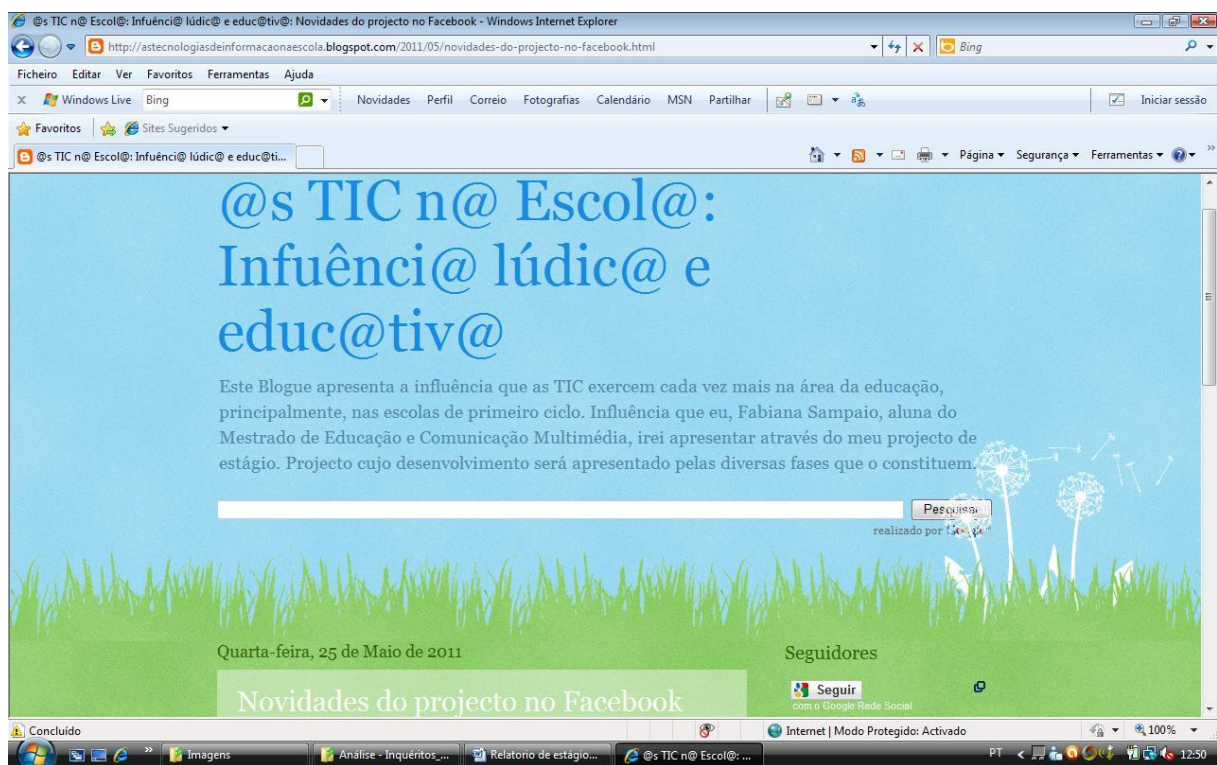 @s TIC n@ Escol@: Infuênci@ lúdic@ e educ@tiv@: Novidades do projecto no Facebook - Windows Internet Explorer
http://astecnologiasdeinformacaonaescola.blogspot.com/2011/05/novidades-do-projecto-no-facebook.html
Bing
Ficheiro Editar Ver Favoritos Ferramentas Ajuda
x Windows Live Bing Novidades Perfil Correio Fotografias Calendário MSN Partilhar Iniciar sessão
Favoritos Sites Sugeridos
@s TIC n@ Escol@: Infuênci@ lúdic@ e educ@ti... Página Segurança Ferramentas
@s TIC n@ Escol@:
Infuênci@ lúdic@ e
educ@tiv@
Este Blogue apresenta a influência que as TIC exercem cada vez mais na área da educação,
principalmente, nas escolas de primeiro ciclo. Influência que eu, Fabiana Sampaio, aluna do
Mestrado de Educação e Comunicação Multimédia, irei apresentar através do meu projecto de
estágio. Projecto cujo desenvolvimento será apresentado pelas diversas fases que o constituem.
Pesquisar
realizado por Google™
Quarta-feira, 25 de Maio de 2011
Novidades do projecto no Facebook
Seguidores
Seguir
com o Google Rede Social
Concluído Internet | Modo Protegido: Activado 100%
Imagens Análise - Inquéritos_... Relatorio de estágio... @s TIC n@ Escol@: ... PT 12:50